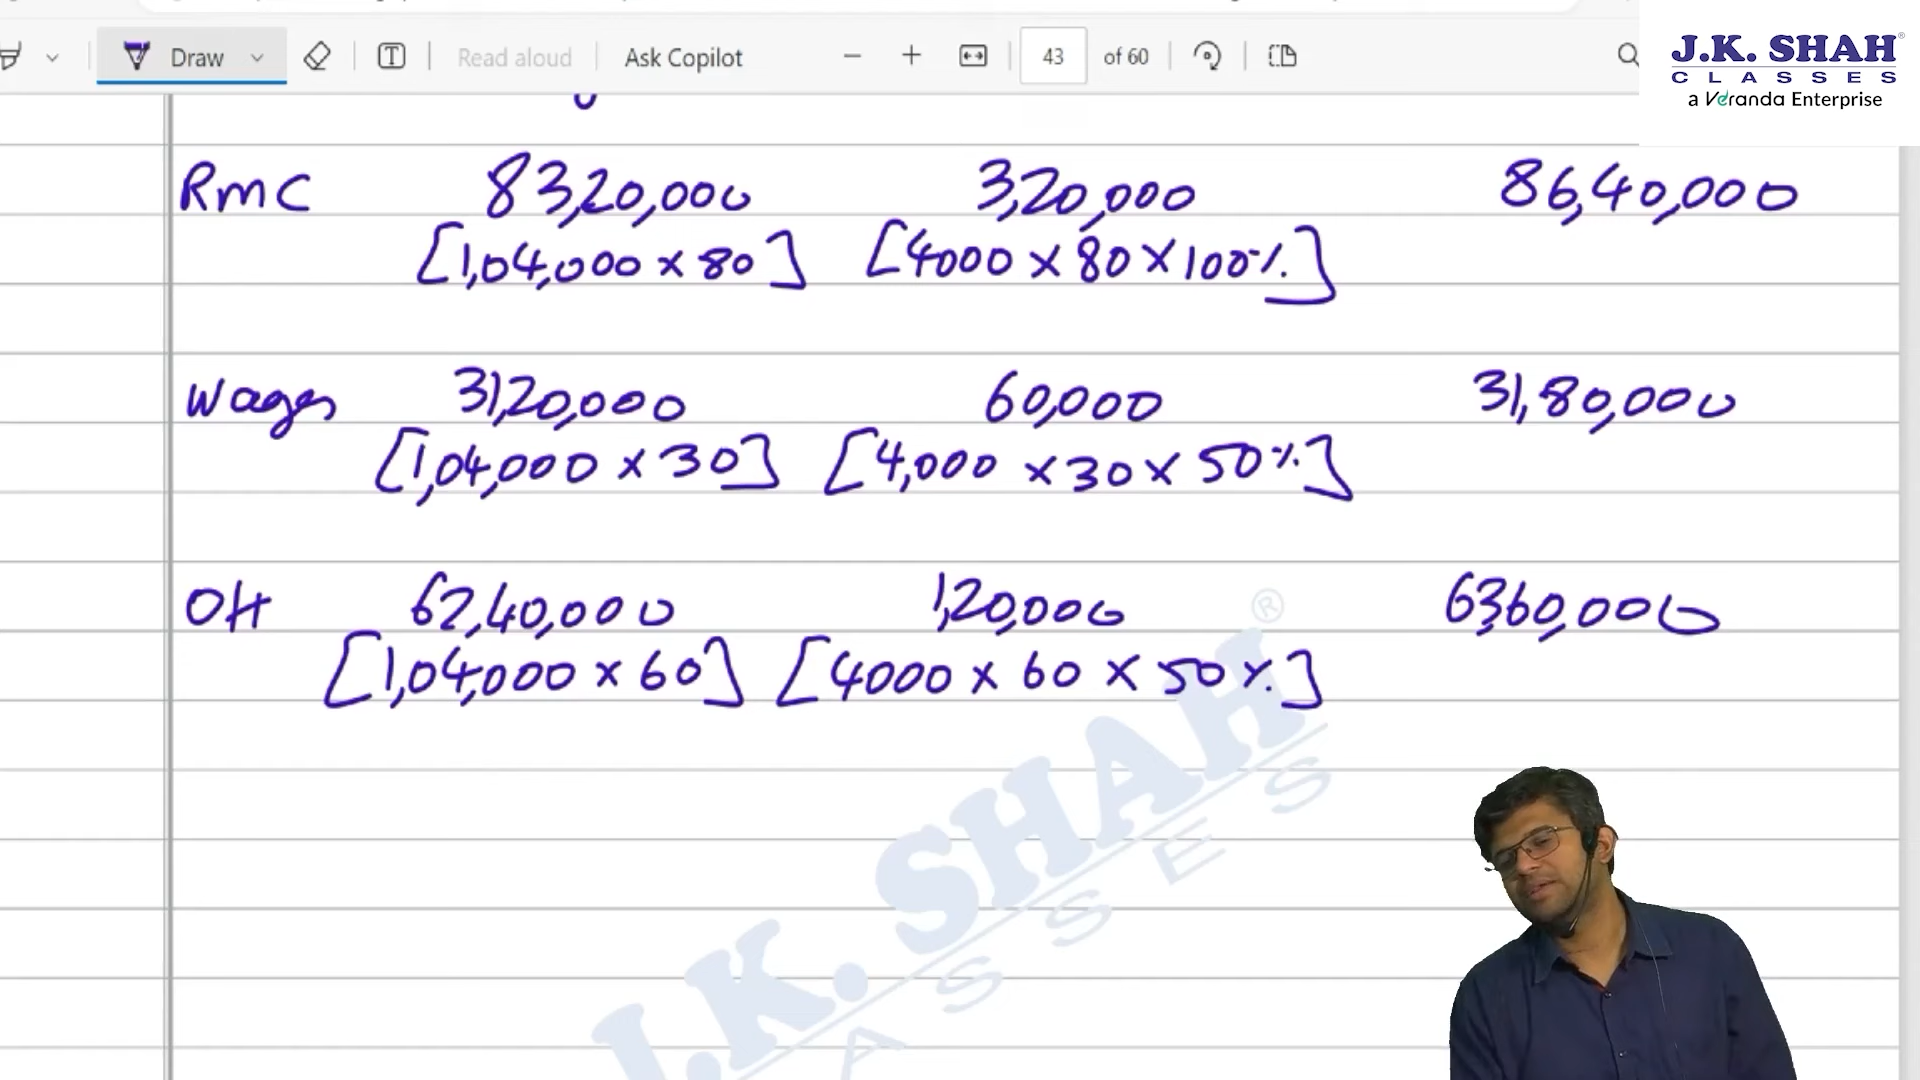 Draw
T
Read aloud
Ask Copilot
43 of 60
J.K. SHAH®
CLASSES
a Veranda Enterprise
RMC 83,20,000 3,20,000 86,40,000
[1,04,000 × 80] [4000 × 80 × 100%]
Wages 31,20,000 60,000 31,80,000
[1,04,000 × 30] [4,000 × 30 × 50%]
OH 62,40,000 1,20,000 63,60,000
[1,04,000 × 60] [4000 × 60 × 50%]
J.K. SHAH®
ASSES